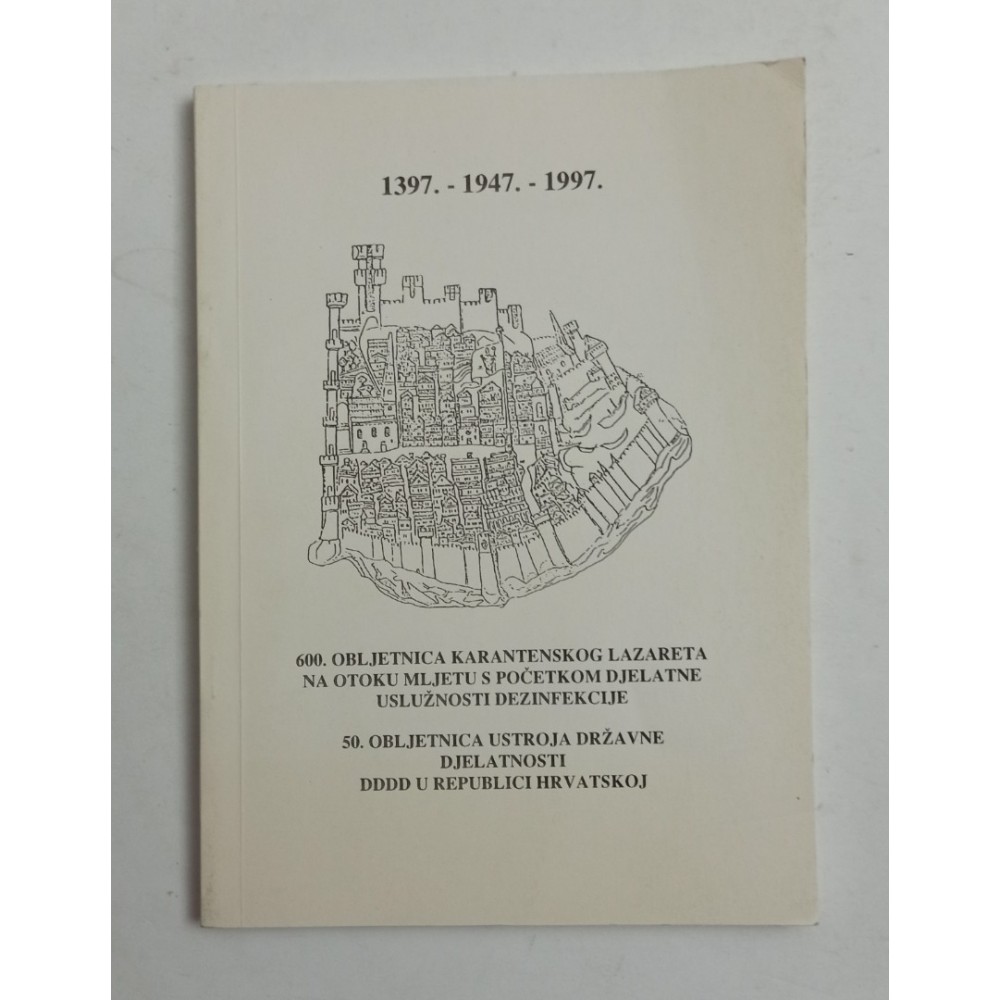 1397. - 1947. - 1997.
600. OBLJETNICA KARANTENSKOG LAZARETA
NA OTOKU MLJETU S POČETKOM DJELATNE
USLUŽNOSTI DEZINFEKCIJE
50. OBLJETNICA USTROJA DRŽAVNE
DJELATNOSTI
DDDD U REPUBLICI HRVATSKOJ